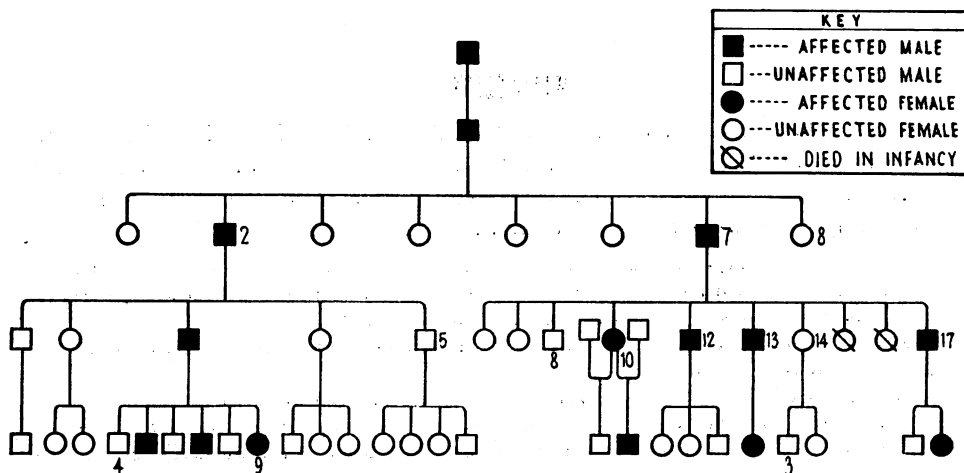 KEY
----- AFFECTED MALE
---UNAFFECTED MALE
----- AFFECTED FEMALE
---UNAFFECTED FEMALE
----- DIED IN INFANCY
2
7
8
5
8
10
12
13
14
17
4
9
3